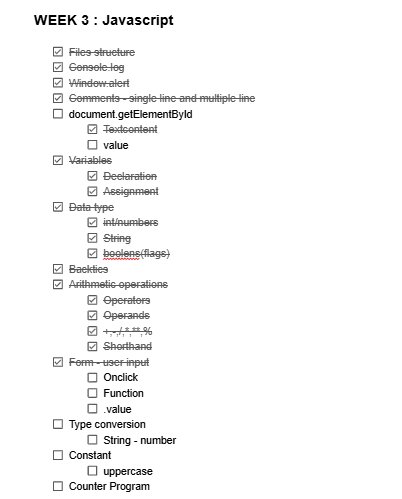 WEEK 3 : Javascript
Files structure
Console.log
Window.alert
Comments - single line and multiple line
document.getElementById
Textcontent
value
Variables
Declaration
Assignment
Data type
int/numbers
String
boolens(flags)
Backtics
Arithmetic operations
Operators
Operands
+,-,/,*,**,%
Shorthand
Form - user input
Onclick
Function
.value
Type conversion
String - number
Constant
uppercase
Counter Program